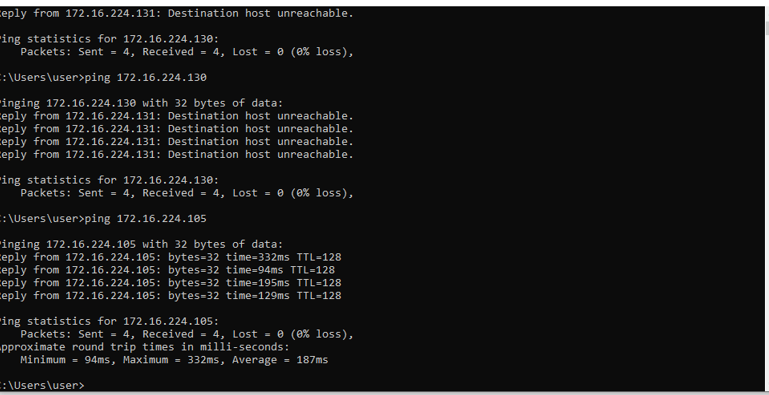 eply from 172.16.224.131: Destination host unreachable.
ing statistics for 172.16.224.130:
    Packets: Sent = 4, Received = 4, Lost = 0 (0% loss),
:\Users\user>ping 172.16.224.130
inging 172.16.224.130 with 32 bytes of data:
eply from 172.16.224.131: Destination host unreachable.
eply from 172.16.224.131: Destination host unreachable.
eply from 172.16.224.131: Destination host unreachable.
eply from 172.16.224.131: Destination host unreachable.
ing statistics for 172.16.224.130:
    Packets: Sent = 4, Received = 4, Lost = 0 (0% loss),
:\Users\user>ping 172.16.224.105
inging 172.16.224.105 with 32 bytes of data:
eply from 172.16.224.105: bytes=32 time=332ms TTL=128
eply from 172.16.224.105: bytes=32 time=94ms TTL=128
eply from 172.16.224.105: bytes=32 time=195ms TTL=128
eply from 172.16.224.105: bytes=32 time=129ms TTL=128
ing statistics for 172.16.224.105:
    Packets: Sent = 4, Received = 4, Lost = 0 (0% loss),
pproximate round trip times in milli-seconds:
    Minimum = 94ms, Maximum = 332ms, Average = 187ms
:\Users\user>